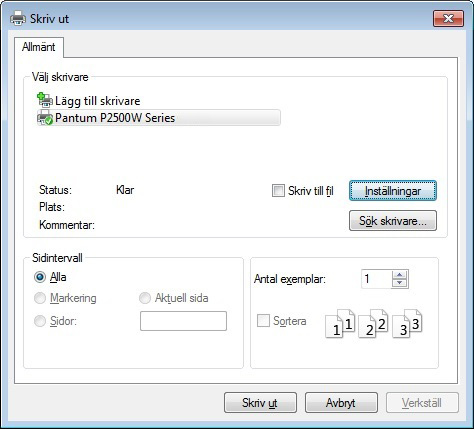 Skriv ut
Allmänt
Välj skrivare
Lägg till skrivare
Pantum P2500W Series
Status: Klar
Skriv till fil
Inställningar
Plats:
Kommentar:
Sök skrivare...
Sidintervall
Alla
Markering
Aktuell sida
Sidor:
Antal exemplar: 1
Sortera
1 1 2 2 3 3
Skriv ut
Avbryt
Verkställ